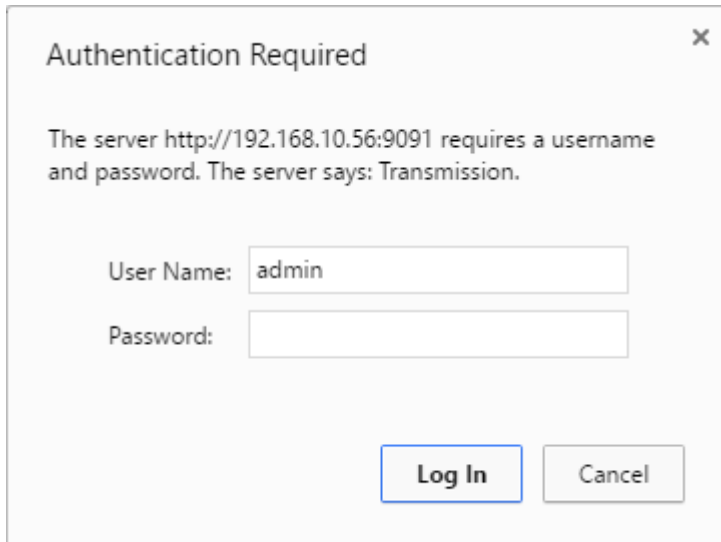 Authentication Required
The server http://192.168.10.56:9091 requires a username
and password. The server says: Transmission.
User Name: admin
Password:
Log In Cancel